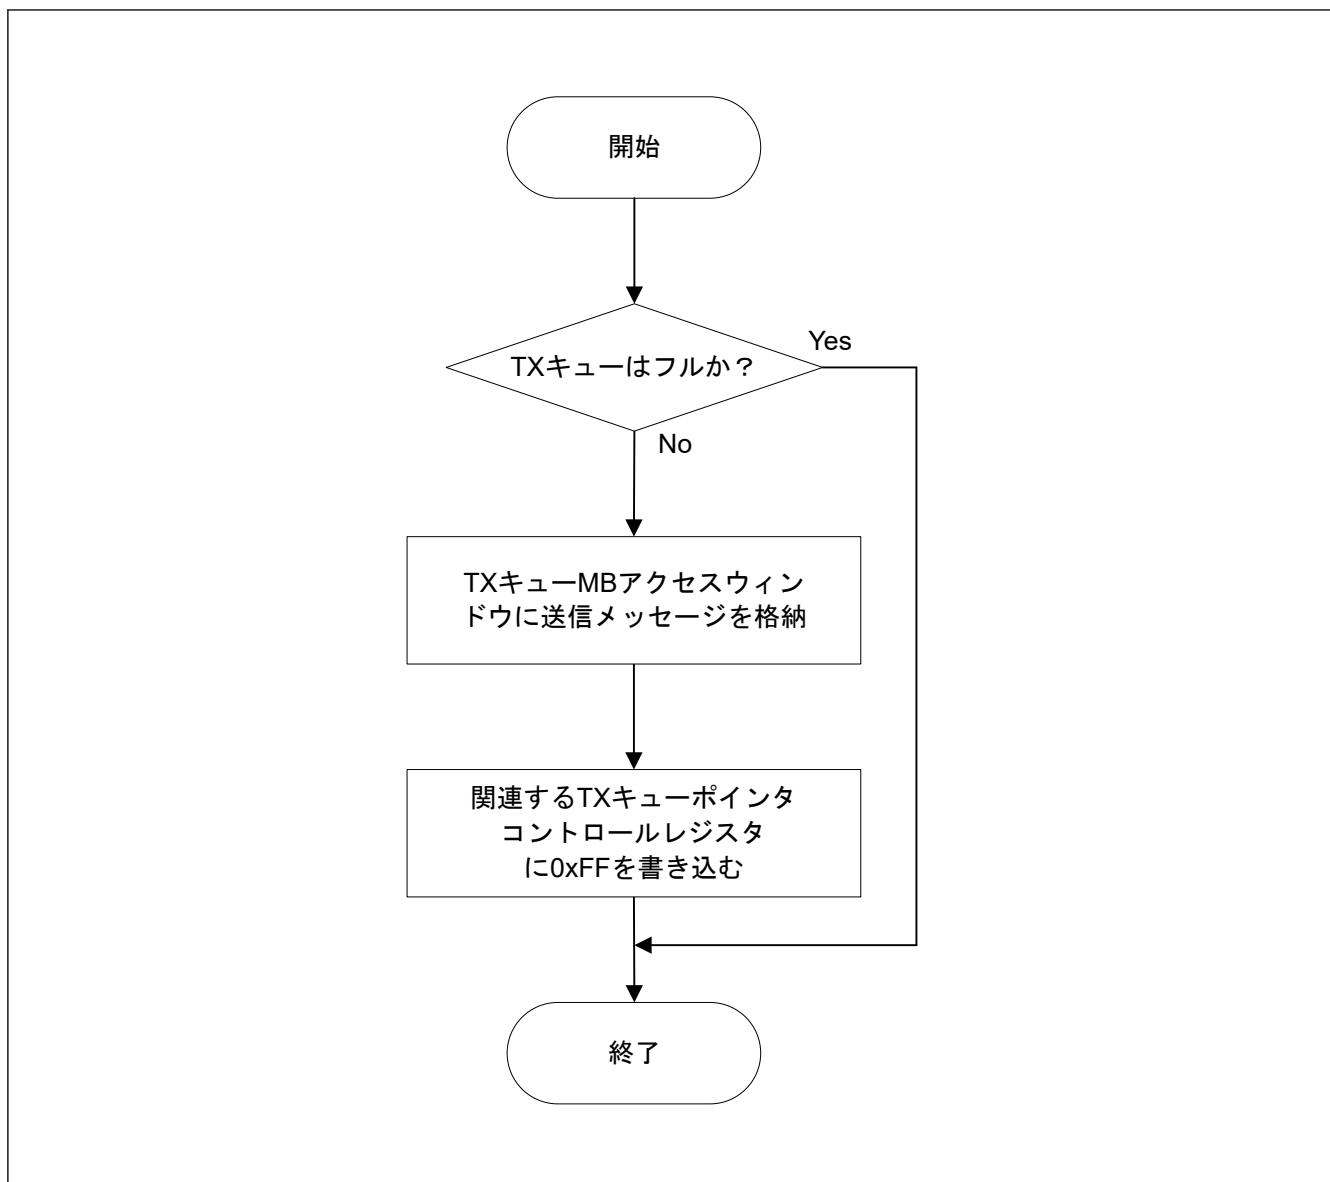 開始
TXキューはフルか？
Yes
No
TXキューMBアクセスウィン
ドウに送信メッセージを格納
関連するTXキューポインタ
コントロールレジスタ
に0xFFを書き込む
終了